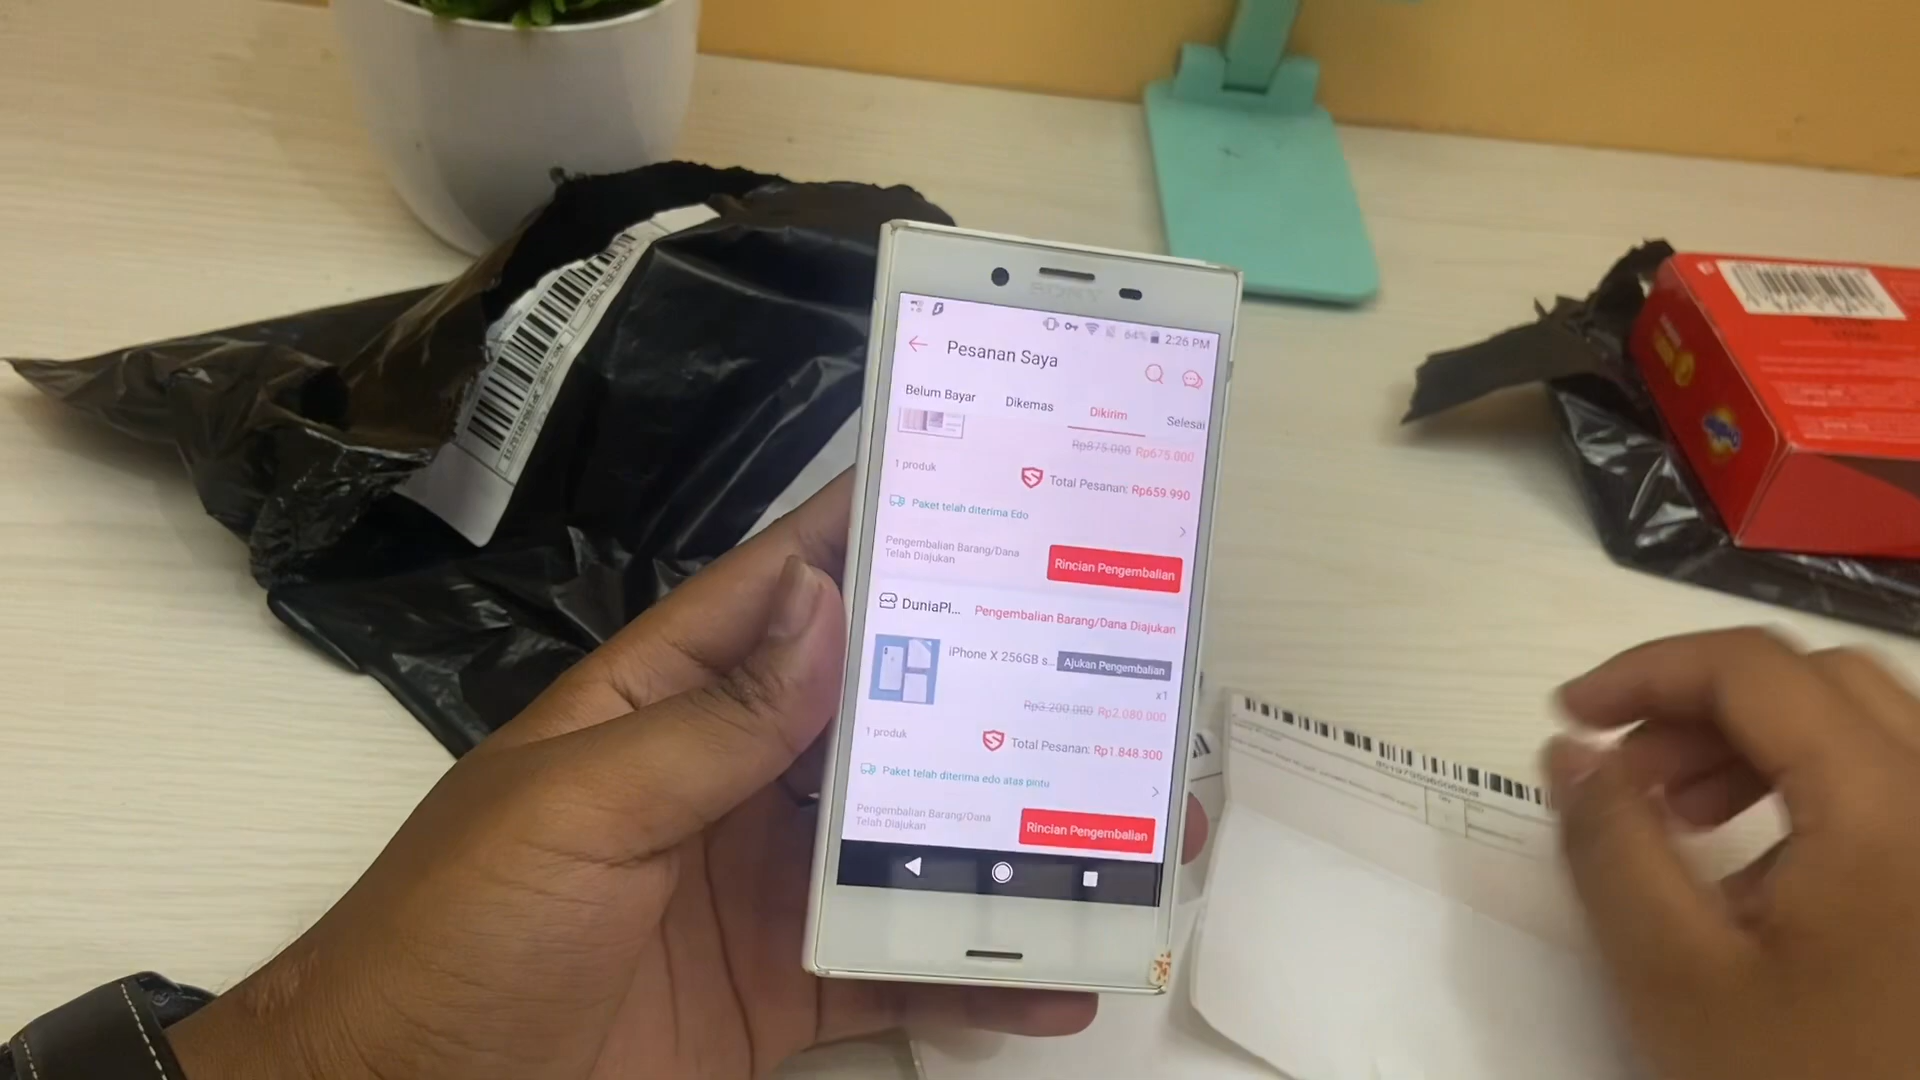 SONY
64%
2:26 PM
Pesanan Saya
Belum Bayar
Dikemas
Dikirim
Selesai
Rp875.000 Rp675.000
1 produk
Total Pesanan: Rp659.990
Paket telah diterima Edo
Pengembalian Barang/Dana
Telah Diajukan
Rincian Pengembalian
DuniaPl...
Pengembalian Barang/Dana Diajukan
iPhone X 256GB s...
Ajukan Pengembalian
x1
Rp3.200.000 Rp2.080.000
1 produk
Total Pesanan: Rp1.848.300
Paket telah diterima edo atas pintu
Pengembalian Barang/Dana
Telah Diajukan
Rincian Pengembalian